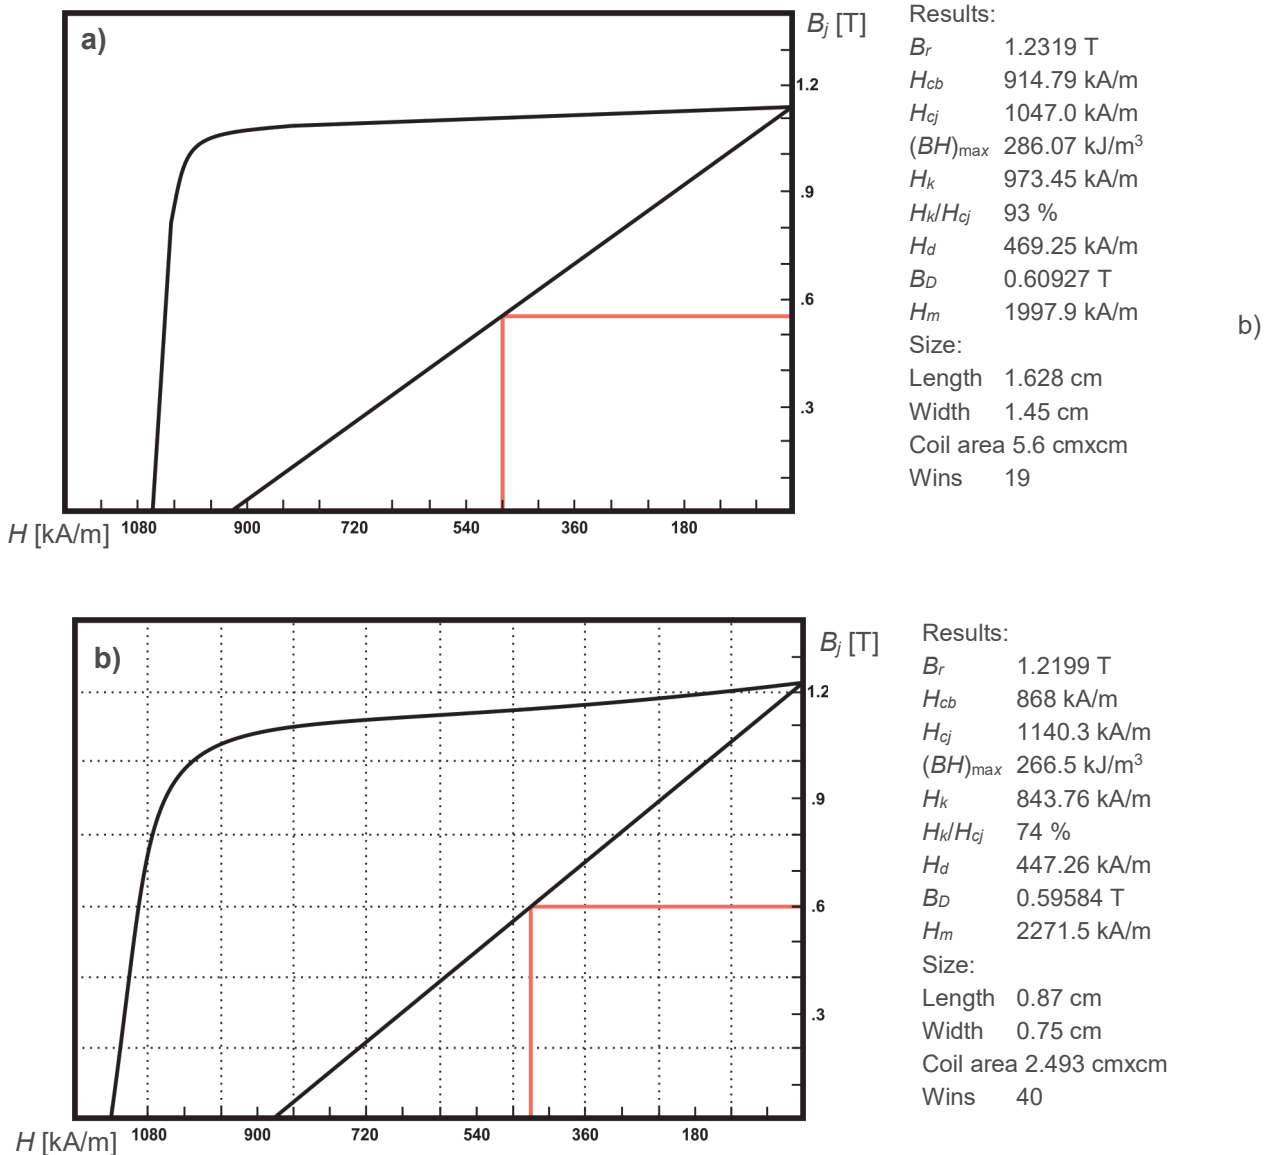 a)
Bj [T]
1.2
.9
.6
.3
1080 900 720 540 360 180
H [kA/m]
Results:
Br 1.2319 T
Hcb 914.79 kA/m
Hcj 1047.0 kA/m
(BH)max 286.07 kJ/m3
Hk 973.45 kA/m
Hk/Hcj 93 %
Hd 469.25 kA/m
BD 0.60927 T
Hm 1997.9 kA/m
Size:
Length 1.628 cm
Width 1.45 cm
Coil area 5.6 cmxcm
Wins 19
b)
b)
Bj [T]
1.2
.9
.6
.3
1080 900 720 540 360 180
H [kA/m]
Results:
Br 1.2199 T
Hcb 868 kA/m
Hcj 1140.3 kA/m
(BH)max 266.5 kJ/m3
Hk 843.76 kA/m
Hk/Hcj 74 %
Hd 447.26 kA/m
BD 0.59584 T
Hm 2271.5 kA/m
Size:
Length 0.87 cm
Width 0.75 cm
Coil area 2.493 cmxcm
Wins 40